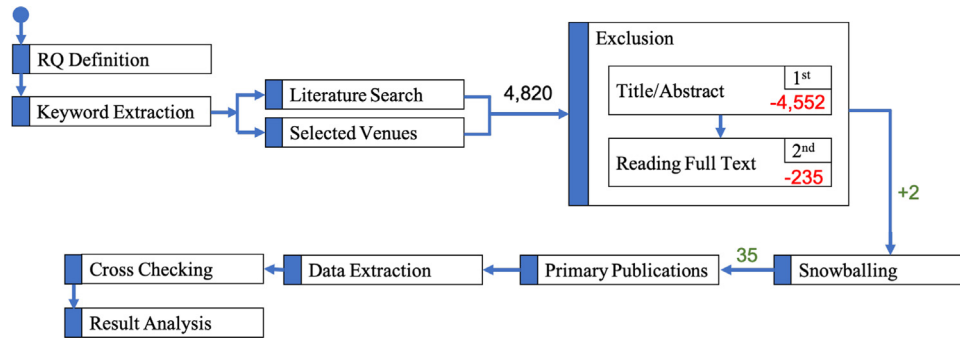 RQ Definition
Keyword Extraction
Literature Search
Selected Venues
4,820
Exclusion
Title/Abstract
1st
-4,552
Reading Full Text
2nd
-235
+2
Snowballing
35
Primary Publications
Data Extraction
Cross Checking
Result Analysis